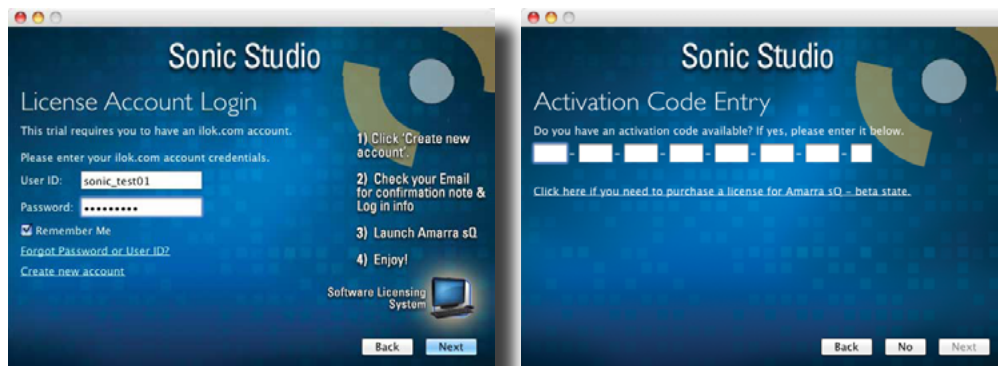 Sonic Studio
License Account Login
This trial requires you to have an ilok.com account.
Please enter your ilok.com account credentials.
User ID: sonic_test01
Password: •••••••••
Remember Me
Forgot Password or User ID?
Create new account
1) Click 'Create new
account'.
2) Check your Email
for confirmation note &
Log in info
3) Launch Amarra sQ
4) Enjoy!
Software Licensing
System
Back Next
Sonic Studio
Activation Code Entry
Do you have an activation code available? If yes, please enter it below.
- - - - - - -
Click here if you need to purchase a license for Amarra sQ – beta state.
Back No Next